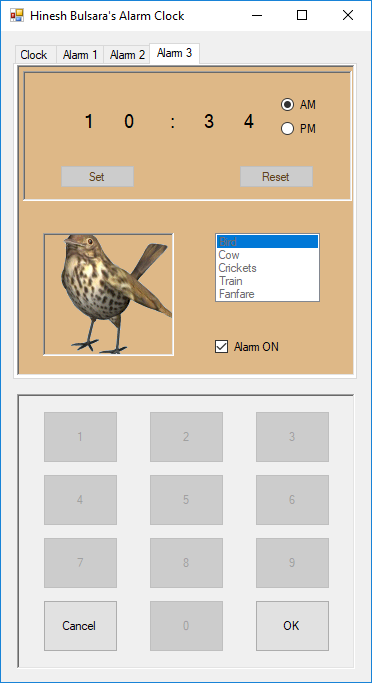 Hinesh Bulsara's Alarm Clock
Clock Alarm 1 Alarm 2 Alarm 3
1 0 : 3 4
AM
PM
Set Reset
Bird
Cow
Crickets
Train
Fanfare
Alarm ON
1 2 3
4 5 6
7 8 9
Cancel 0 OK